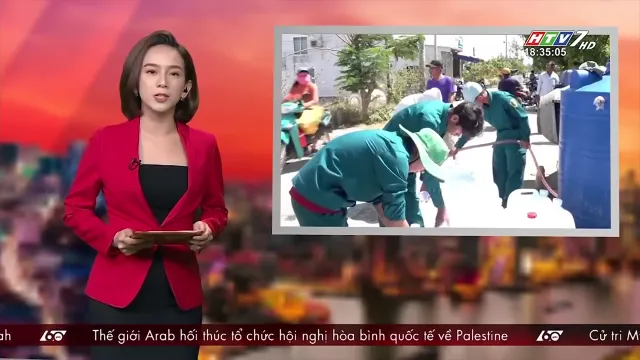 HTV7 HD
18:35:05
ah 60 Thế giới Arab hối thúc tổ chức hội nghị hòa bình quốc tế về Palestine 60 Cử tri M